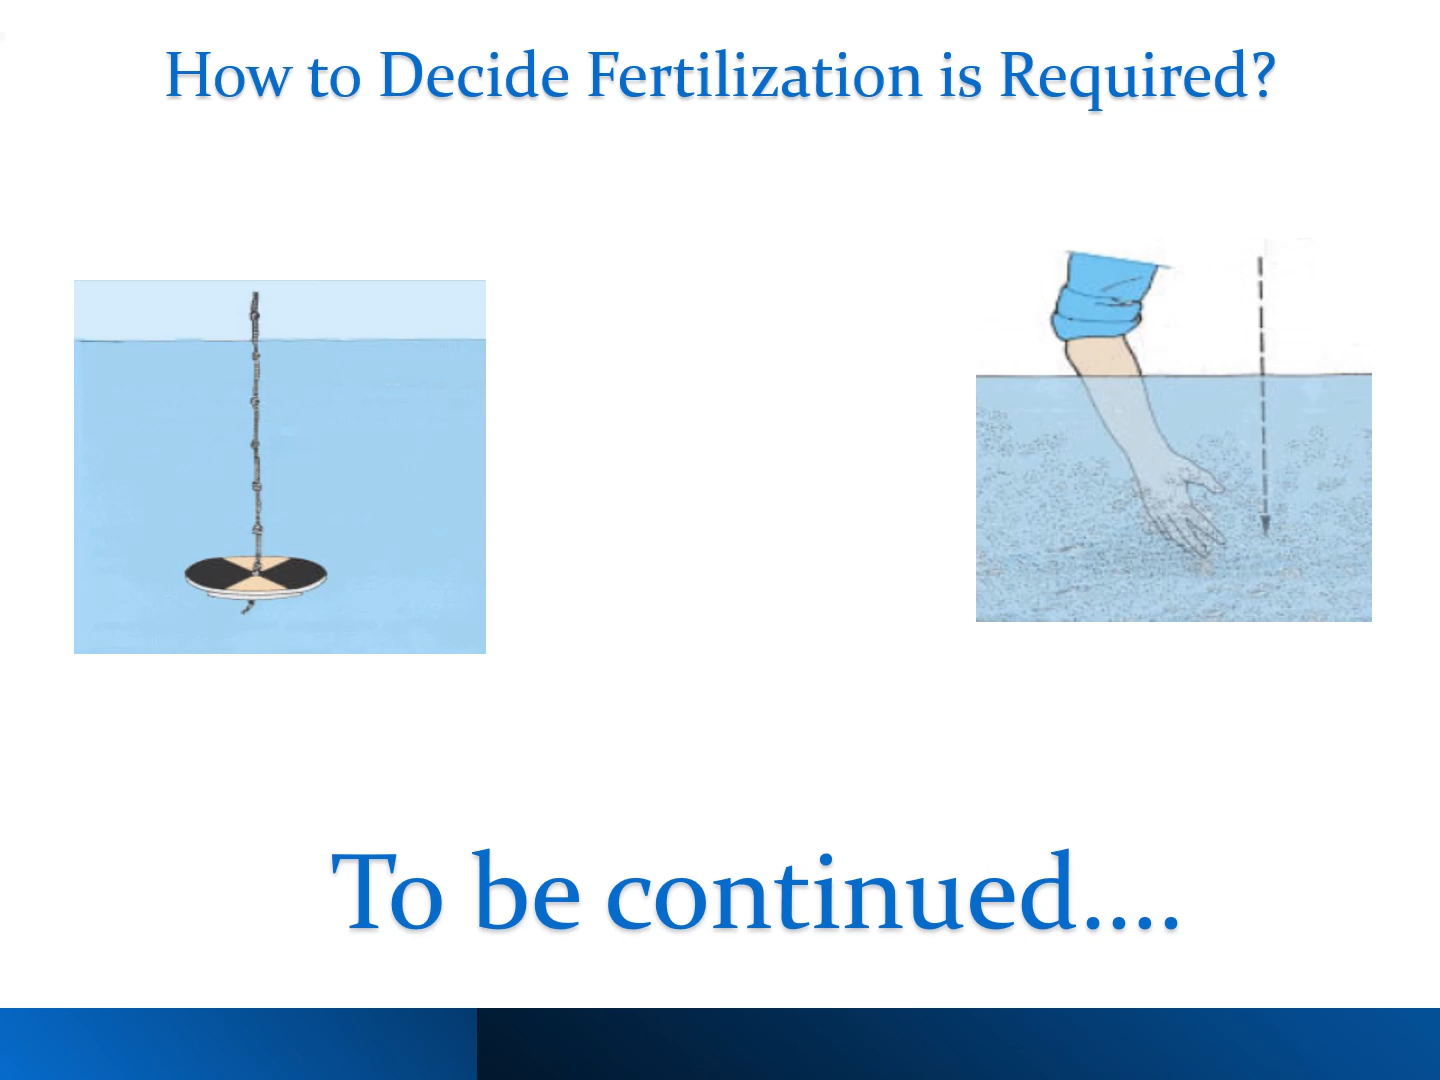 How to Decide Fertilization is Required?
To be continued....